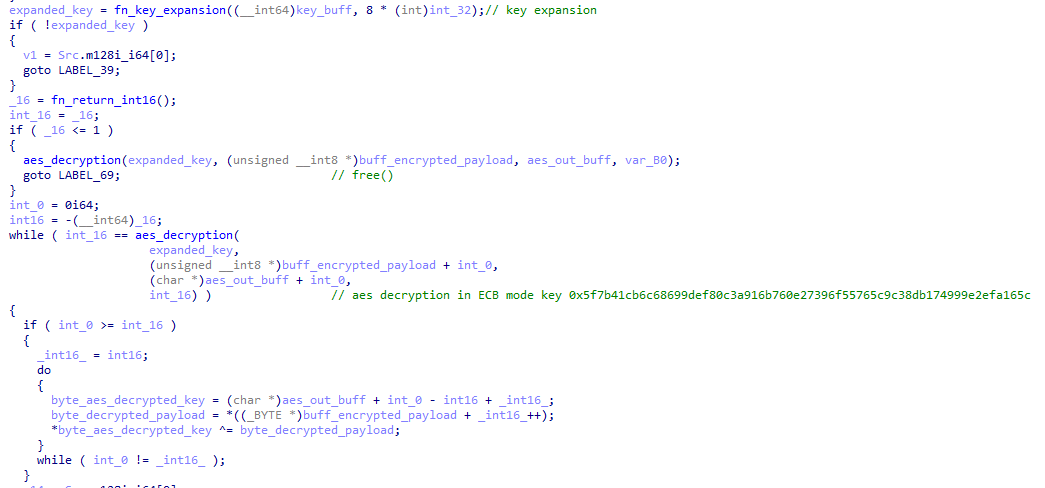 expanded_key = fn_key_expansion((__int64)key_buff, 8 * (int)int_32);// key expansion
if ( !expanded_key )
{
  v1 = Src.m128i_i64[0];
  goto LABEL_39;
}
_16 = fn_return_int16();
int_16 = _16;
if ( _16 <= 1 )
{
  aes_decryption(expanded_key, (unsigned __int8 *)buff_encrypted_payload, aes_out_buff, var_B0);
  goto LABEL_69;                              // free()
}
int_0 = 0i64;
int16 = -(__int64)_16;
while ( int_16 == aes_decryption(
                    expanded_key,
                    (unsigned __int8 *)buff_encrypted_payload + int_0,
                    (char *)aes_out_buff + int_0,
                    int_16) )                 // aes decryption in ECB mode key 0x5f7b41cb6c68699def80c3a916b760e27396f55765c9c38db174999e2efa165c
{
  if ( int_0 >= int_16 )
  {
    _int16_ = int16;
    do
    {
      byte_aes_decrypted_key = (char *)aes_out_buff + int_0 - int16 + _int16_;
      byte_decrypted_payload = *((_BYTE *)buff_encrypted_payload + _int16_++);
      *byte_aes_decrypted_key ^= byte_decrypted_payload;
    }
    while ( int_0 != _int16_ );
  }